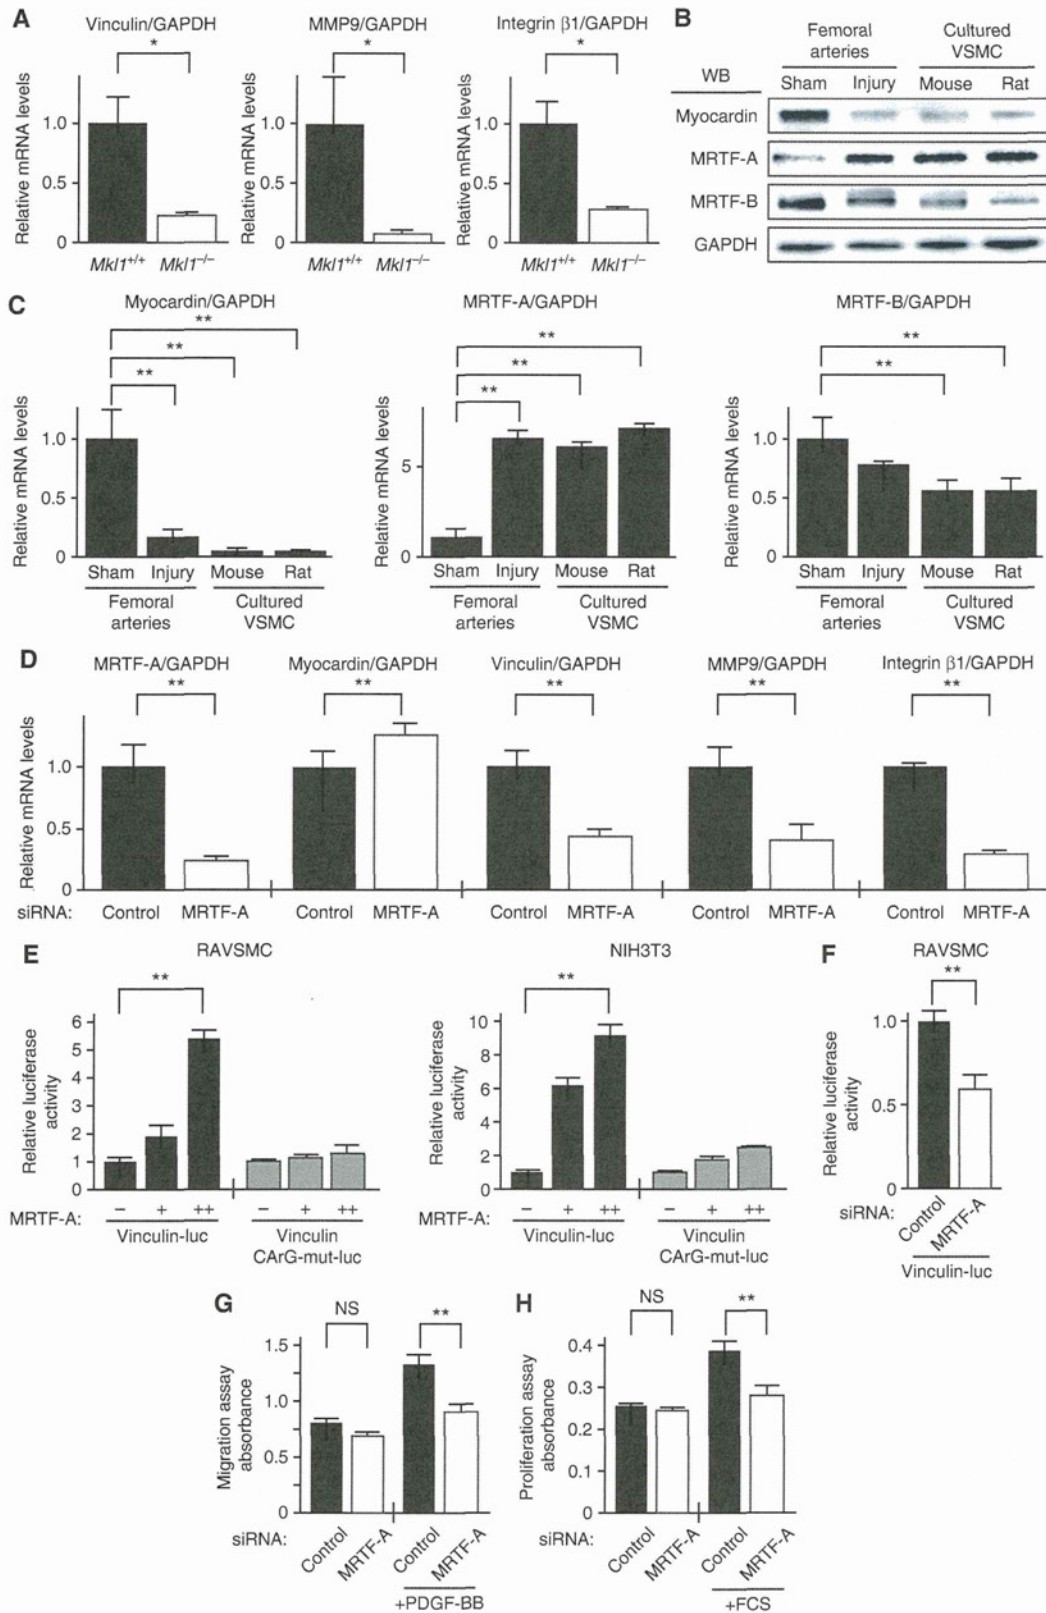 A
Vinculin/GAPDH
MMP9/GAPDH
Integrin β1/GAPDH
*
*
*
Relative mRNA levels
1.0
0.5
0
Relative mRNA levels
1.0
0.5
0
Relative mRNA levels
1.0
0.5
0
Mkl1+/+ Mkl1–/–
Mkl1+/+ Mkl1–/–
Mkl1+/+ Mkl1–/–
B
Femoral arteries
Cultured VSMC
WB
Sham Injury Mouse Rat
Myocardin
MRTF-A
MRTF-B
GAPDH
C
Myocardin/GAPDH
**
**
**
Relative mRNA levels
1.0
0.5
0
Sham Injury Mouse Rat
Femoral arteries
Cultured VSMC
MRTF-A/GAPDH
**
**
**
Relative mRNA levels
5
0
Sham Injury Mouse Rat
Femoral arteries
Cultured VSMC
MRTF-B/GAPDH
**
**
Relative mRNA levels
1.0
0.5
0
Sham Injury Mouse Rat
Femoral arteries
Cultured VSMC
D
MRTF-A/GAPDH
Myocardin/GAPDH
Vinculin/GAPDH
MMP9/GAPDH
Integrin β1/GAPDH
**
**
**
**
**
Relative mRNA levels
1.0
0.5
0
siRNA: Control MRTF-A Control MRTF-A Control MRTF-A Control MRTF-A Control MRTF-A
E
RAVSMC
**
Relative luciferase activity
6
5
4
3
2
1
0
MRTF-A: – + ++ – + ++
Vinculin-luc
Vinculin
CArG-mut-luc
NIH3T3
**
Relative luciferase activity
10
8
6
4
2
0
MRTF-A: – + ++ – + ++
Vinculin-luc
Vinculin
CArG-mut-luc
F
RAVSMC
**
Relative luciferase activity
1.0
0.5
0
siRNA: Control MRTF-A
Vinculin-luc
G
NS
**
Migration assay absorbance
1.5
1.0
0.5
0
siRNA: Control MRTF-A Control MRTF-A
+PDGF-BB
H
NS
**
Proliferation assay absorbance
0.4
0.3
0.2
0.1
0
siRNA: Control MRTF-A Control MRTF-A
+FCS